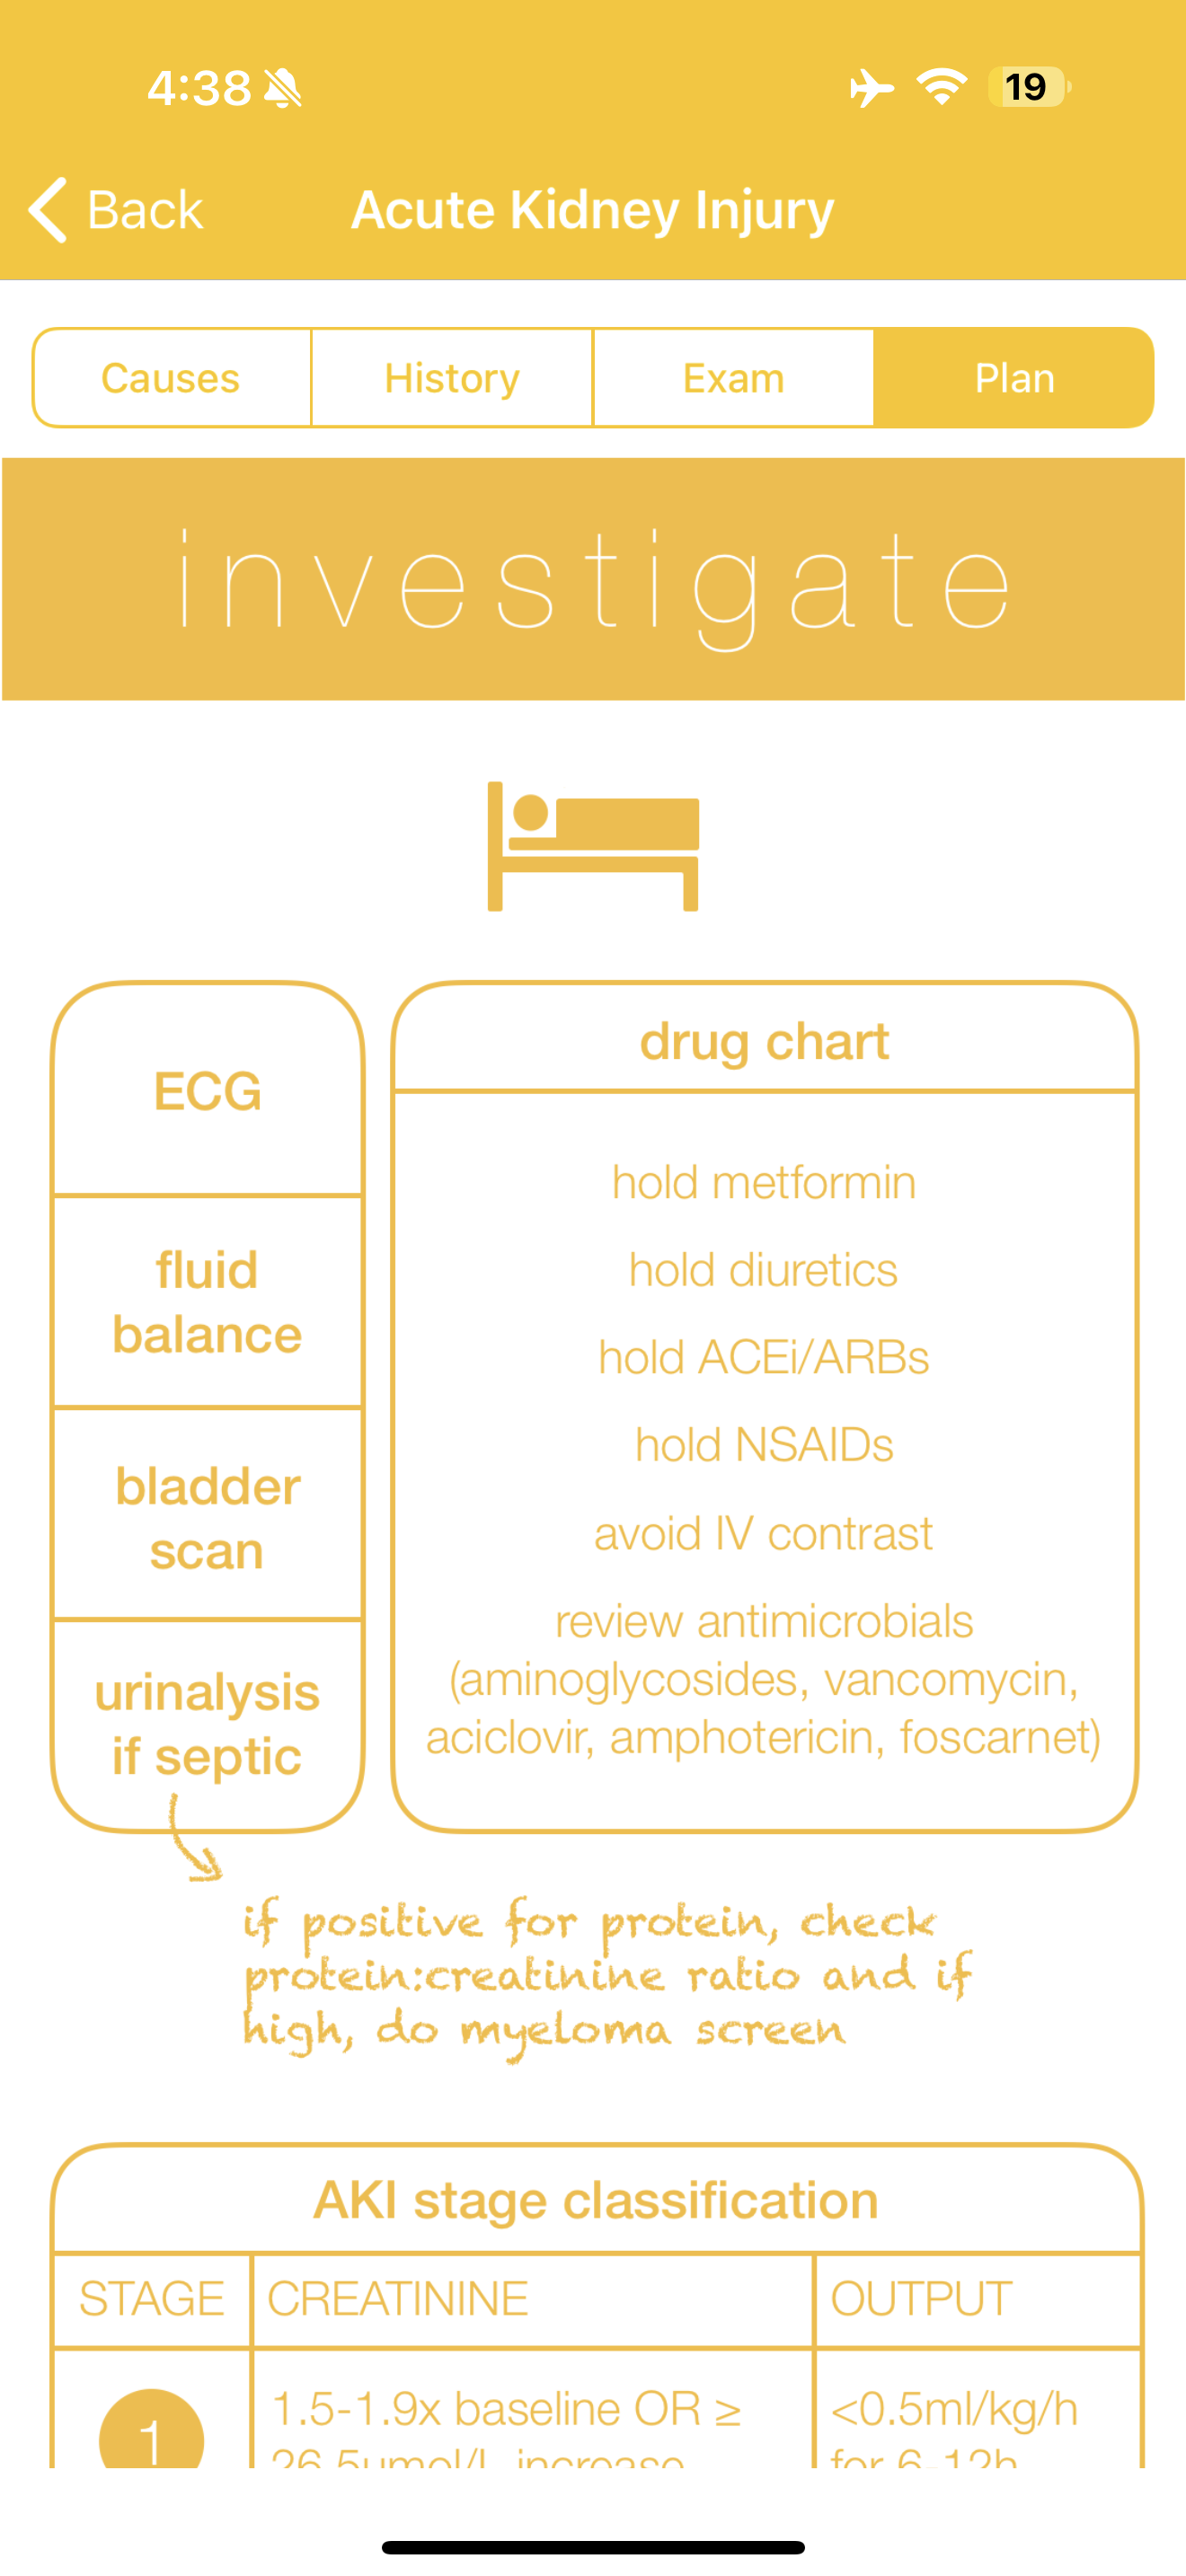 4:38
19
Back
Acute Kidney Injury
Causes
History
Exam
Plan
investigate
ECG
fluid
balance
bladder
scan
urinalysis
if septic
drug chart
hold metformin
hold diuretics
hold ACEi/ARBs
hold NSAIDs
avoid IV contrast
review antimicrobials
(aminoglycosides, vancomycin,
aciclovir, amphotericin, foscarnet)
if positive for protein, check
protein:creatinine ratio and if
high, do myeloma screen
AKI stage classification
STAGE
CREATININE
OUTPUT
1
1.5-1.9x baseline OR ≥
26.5umol/L increase
<0.5ml/kg/h
for 6-12h